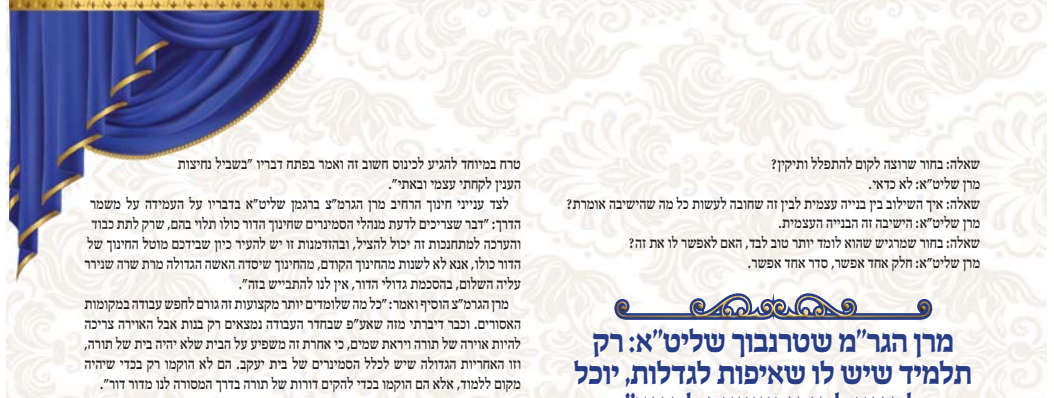 שאלה: בחור שרוצה לקום להתפלל ותיקין?
מרן שליט"א: לא כדאי.
שאלה: איך השילוב בין בנייה עצמית לבין זה שחובה לעשות כל מה שהישיבה אומרת?
מרן שליט"א: הישיבה זה הבנייה העצמית.
שאלה: בחור שמרגיש שהוא לומד יותר טוב לבד, האם לאפשר לו את זה?
מרן שליט"א: חלק אחד אפשר, סדר אחד אפשר.
מרן הגר"מ שטרנבוך שליט"א: רק
תלמיד שיש לו שאיפות לגדלות, יוכל
טרח במיוחד להגיע לכינוס חשוב זה ואמר בפתח דבריו "בשביל נחיצות
הענין לקחתי עצמי ובאתי".
לצד ענייני חינוך הרחיב מרן הגרמ"צ ברגמן שליט"א בדבריו על העמידה על משמר
הדרך: "דבר שצריכים לדעת מנהלי הסמינרים שחינוך הדור כולו תלוי בהם, שרק לתת כבוד
והערכה למתחנכות זה יכול להציל, ובהזדמנות זו יש להעיר כיון שבידכם מוטל החינוך של
הדור כולו, אנא לא לשנות מהחינוך הקודם, מהחינוך שיסדה האשה הגדולה מרת שרה שנירר
עליה השלום, בהסכמת גדולי הדור, אין לנו להתבייש בזה".
מרן הגרמ"צ הוסיף ואמר: "כל מה שלומדים יותר מקצועות זה גורם לחפש עבודה במקומות
האסורים. וכבר דיברתי מזה שאע"פ שבחדר העבודה נמצאים רק בנות אבל האוירה צריכה
להיות אוירה של תורה ויראת שמים, כי אחרת זה משפיע על הבית שלא יהיה בית של תורה,
וזו האחריות הגדולה שיש לכלל הסמינרים של בית יעקב. הם לא הוקמו רק בכדי שיהיה
מקום ללמוד, אלא הם הוקמו בכדי להקים דורות של תורה בדרך המסורה לנו מדור דור".